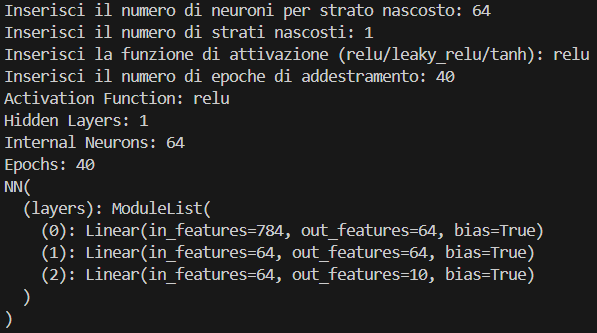 Inserisci il numero di neuroni per strato nascosto: 64
Inserisci il numero di strati nascosti: 1
Inserisci la funzione di attivazione (relu/leaky_relu/tanh): relu
Inserisci il numero di epoche di addestramento: 40
Activation Function: relu
Hidden Layers: 1
Internal Neurons: 64
Epochs: 40
NN(
  (layers): ModuleList(
    (0): Linear(in_features=784, out_features=64, bias=True)
    (1): Linear(in_features=64, out_features=64, bias=True)
    (2): Linear(in_features=64, out_features=10, bias=True)
  )
)